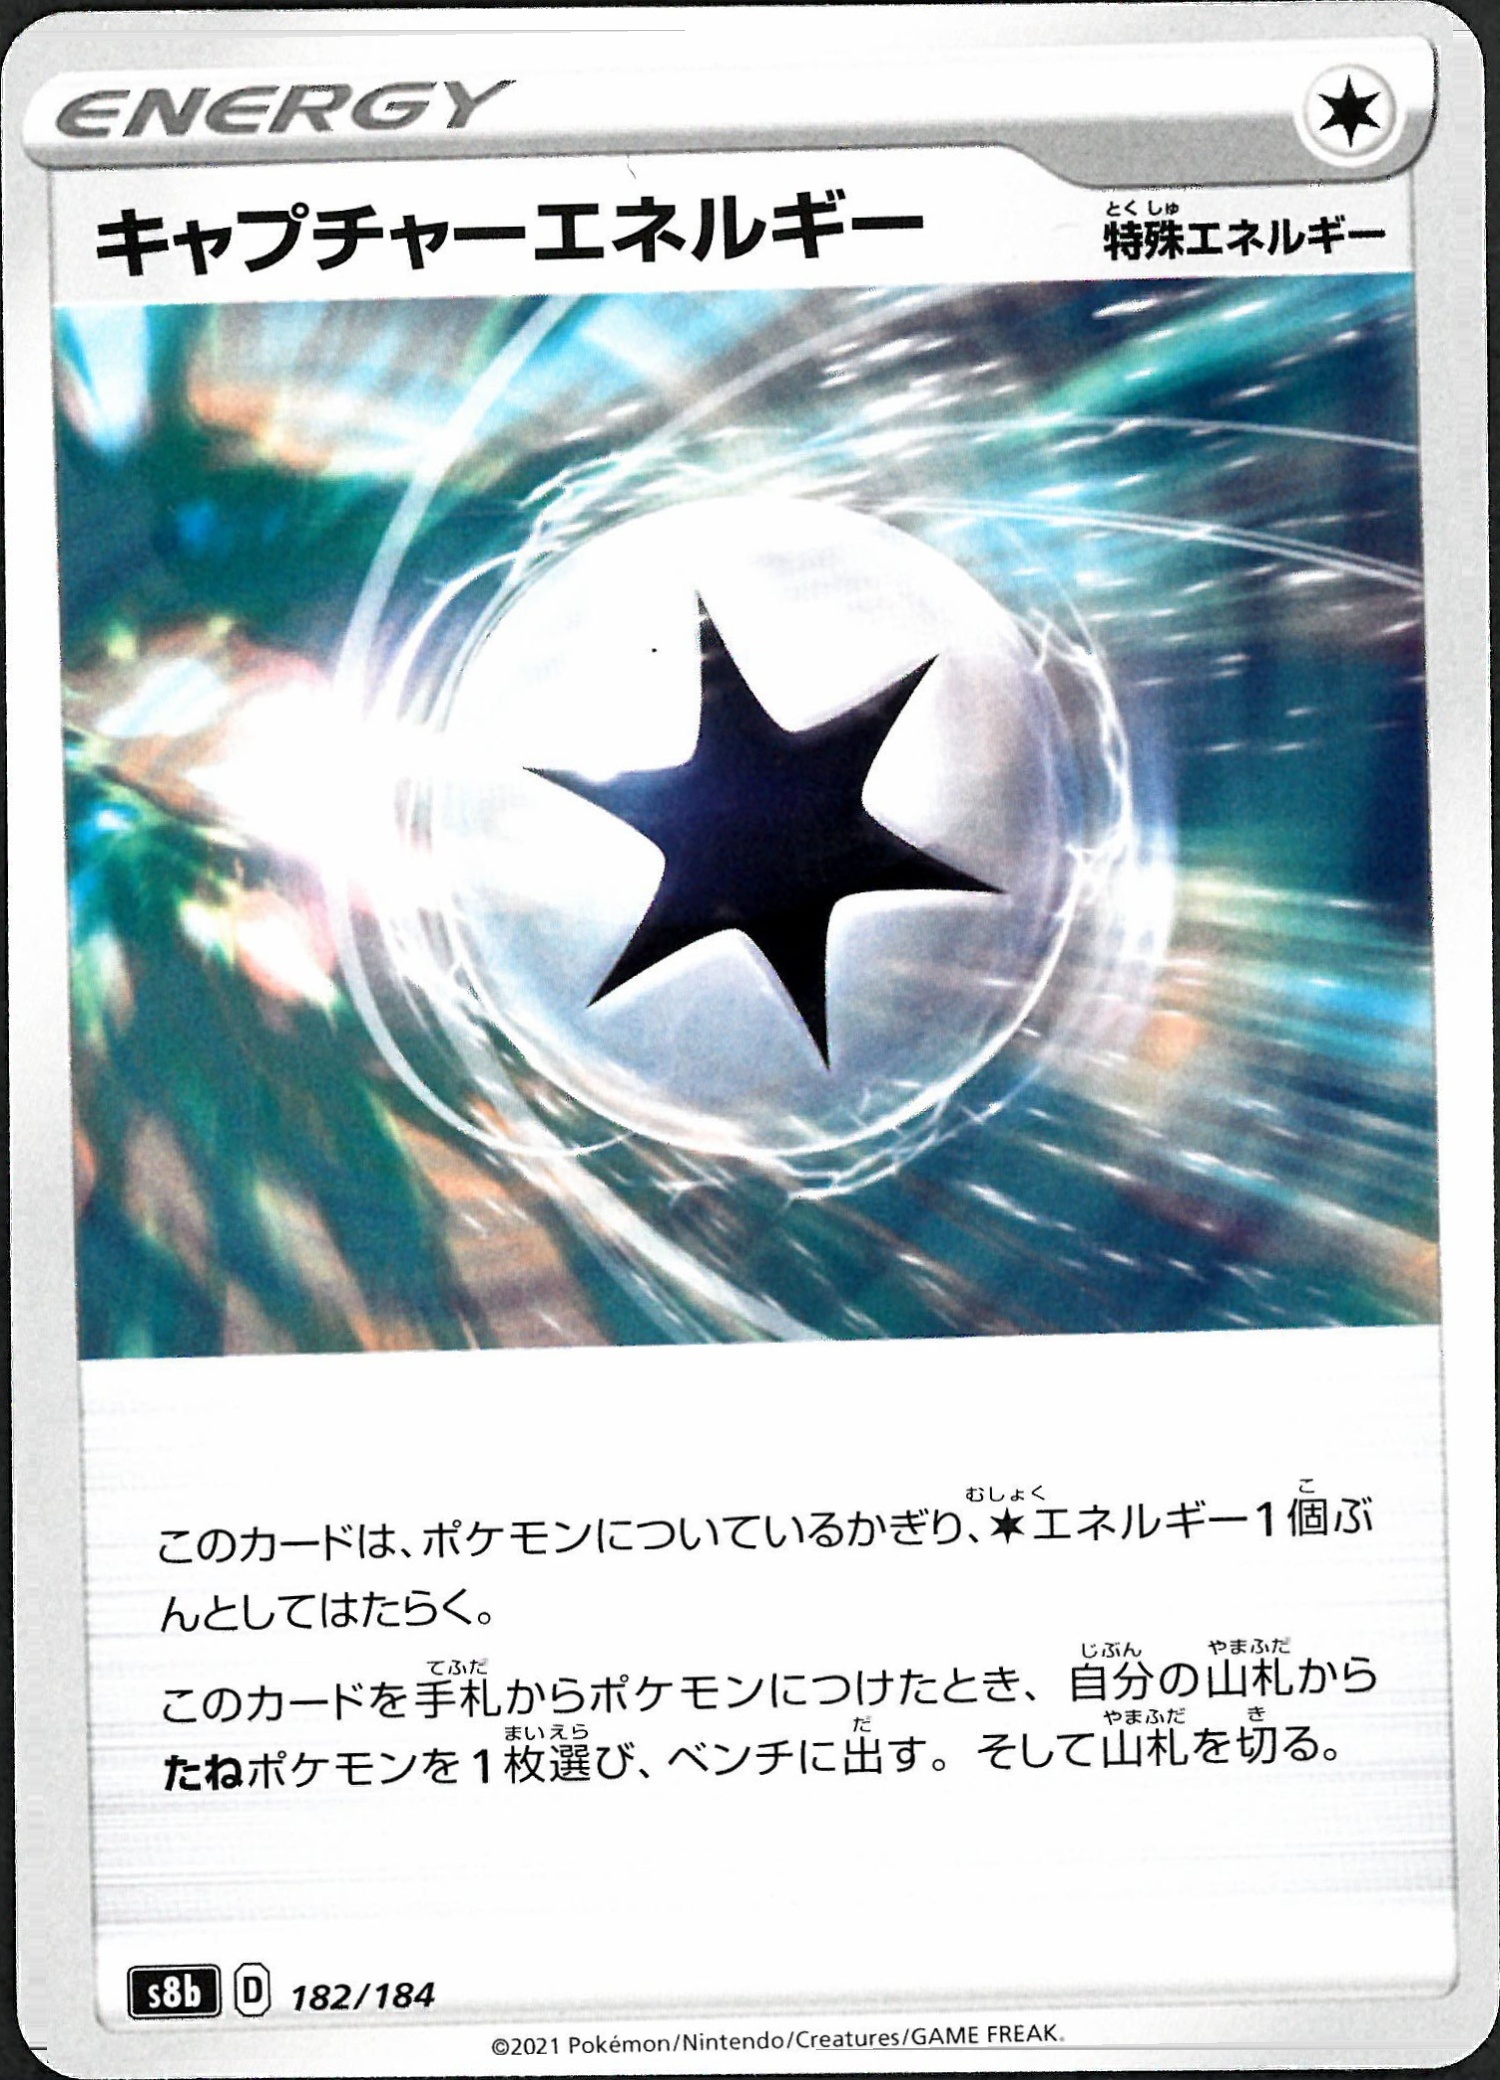 ENERGY
キャプチャーエネルギー
とくしゅ
特殊エネルギー
むしょく こ
このカードは、ポケモンについているかぎり、エネルギー1個ぶ
んとしてはたらく。
てふだ じぶん やまふだ
このカードを手札からポケモンにつけたとき、自分の山札から
まいえら だ やまふだ き
たねポケモンを1枚選び、ベンチに出す。そして山札を切る。
s8b D 182/184
©2021 Pokémon/Nintendo/Creatures/GAME FREAK.